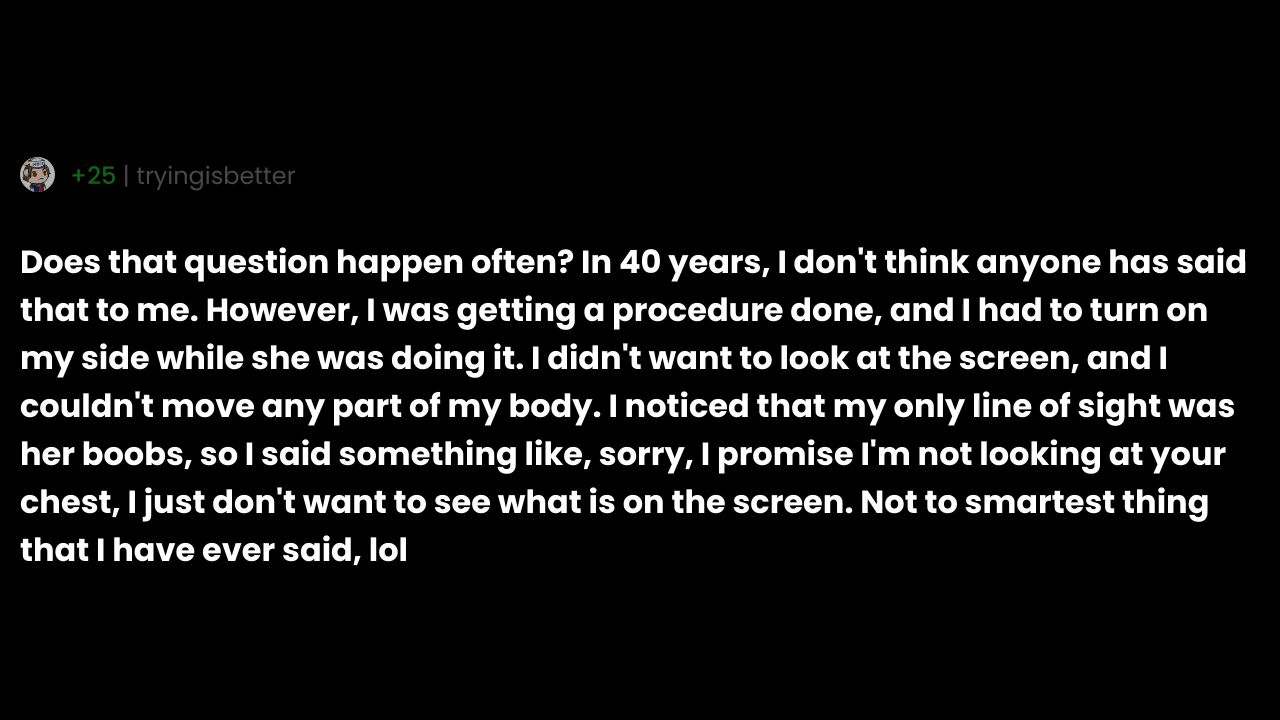 +25 | tryingisbetter
Does that question happen often? In 40 years, I don't think anyone has said
that to me. However, I was getting a procedure done, and I had to turn on
my side while she was doing it. I didn't want to look at the screen, and I
couldn't move any part of my body. I noticed that my only line of sight was
her boobs, so I said something like, sorry, I promise I'm not looking at your
chest, I just don't want to see what is on the screen. Not to smartest thing
that I have ever said, lol